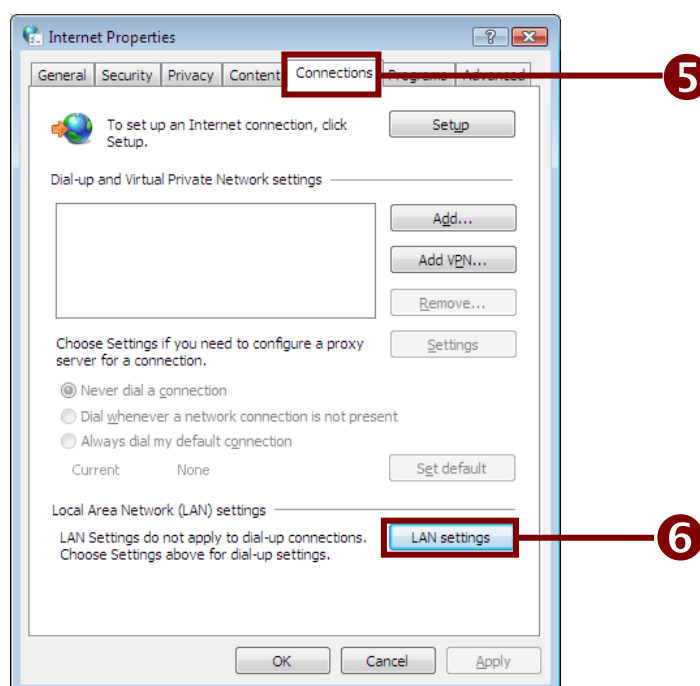 Internet Properties
General Security Privacy Content Connections Programs Advanced
5
To set up an Internet connection, click
Setup.
Setup
Dial-up and Virtual Private Network settings
Add...
Add VPN...
Remove...
Choose Settings if you need to configure a proxy
server for a connection.
Settings
Never dial a connection
Dial whenever a network connection is not present
Always dial my default connection
Current None
Set default
Local Area Network (LAN) settings
LAN Settings do not apply to dial-up connections.
Choose Settings above for dial-up settings.
LAN settings
6
OK Cancel Apply